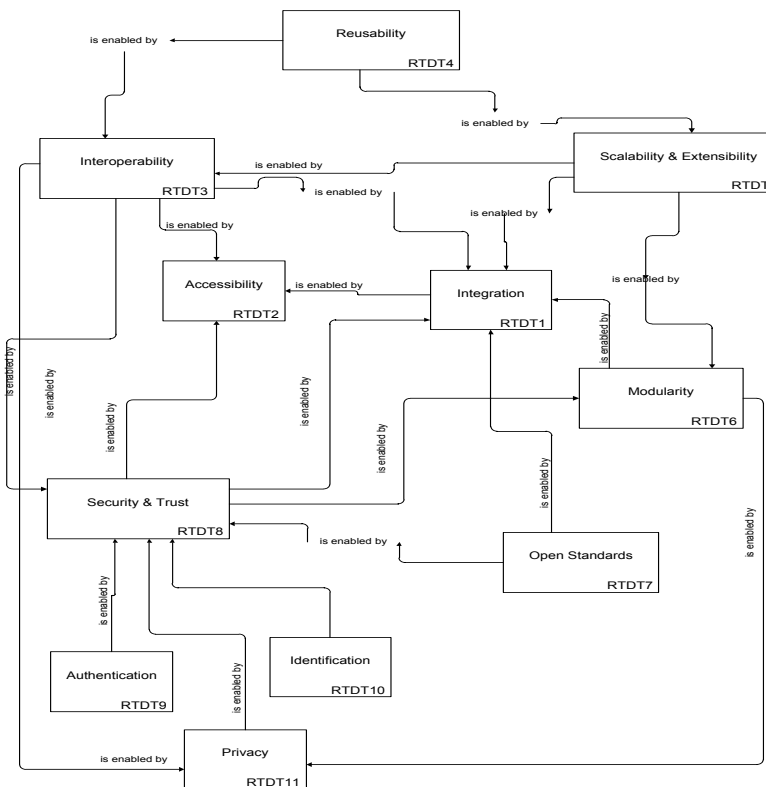 Reusability
is enabled by
RTDT4
is enabled by
Interoperability
is enabled by
Scalability & Extensibility
RTDT3
is enabled by
RTDT
is enabled by
is enabled by
Accessibility
is enabled by
Integration
is enabled by
RTDT2
RTDT1
is enabled by
is enabled by
is enabled by
is enabled by
Modularity
RTDT6
is enabled by
is enabled by
is enabled by
is enabled by
is enabled by
Security & Trust
RTDT8
is enabled by
Open Standards
RTDT7
is enabled by
Authentication
RTDT9
Identification
RTDT10
is enabled by
Privacy
is enabled by
RTDT11